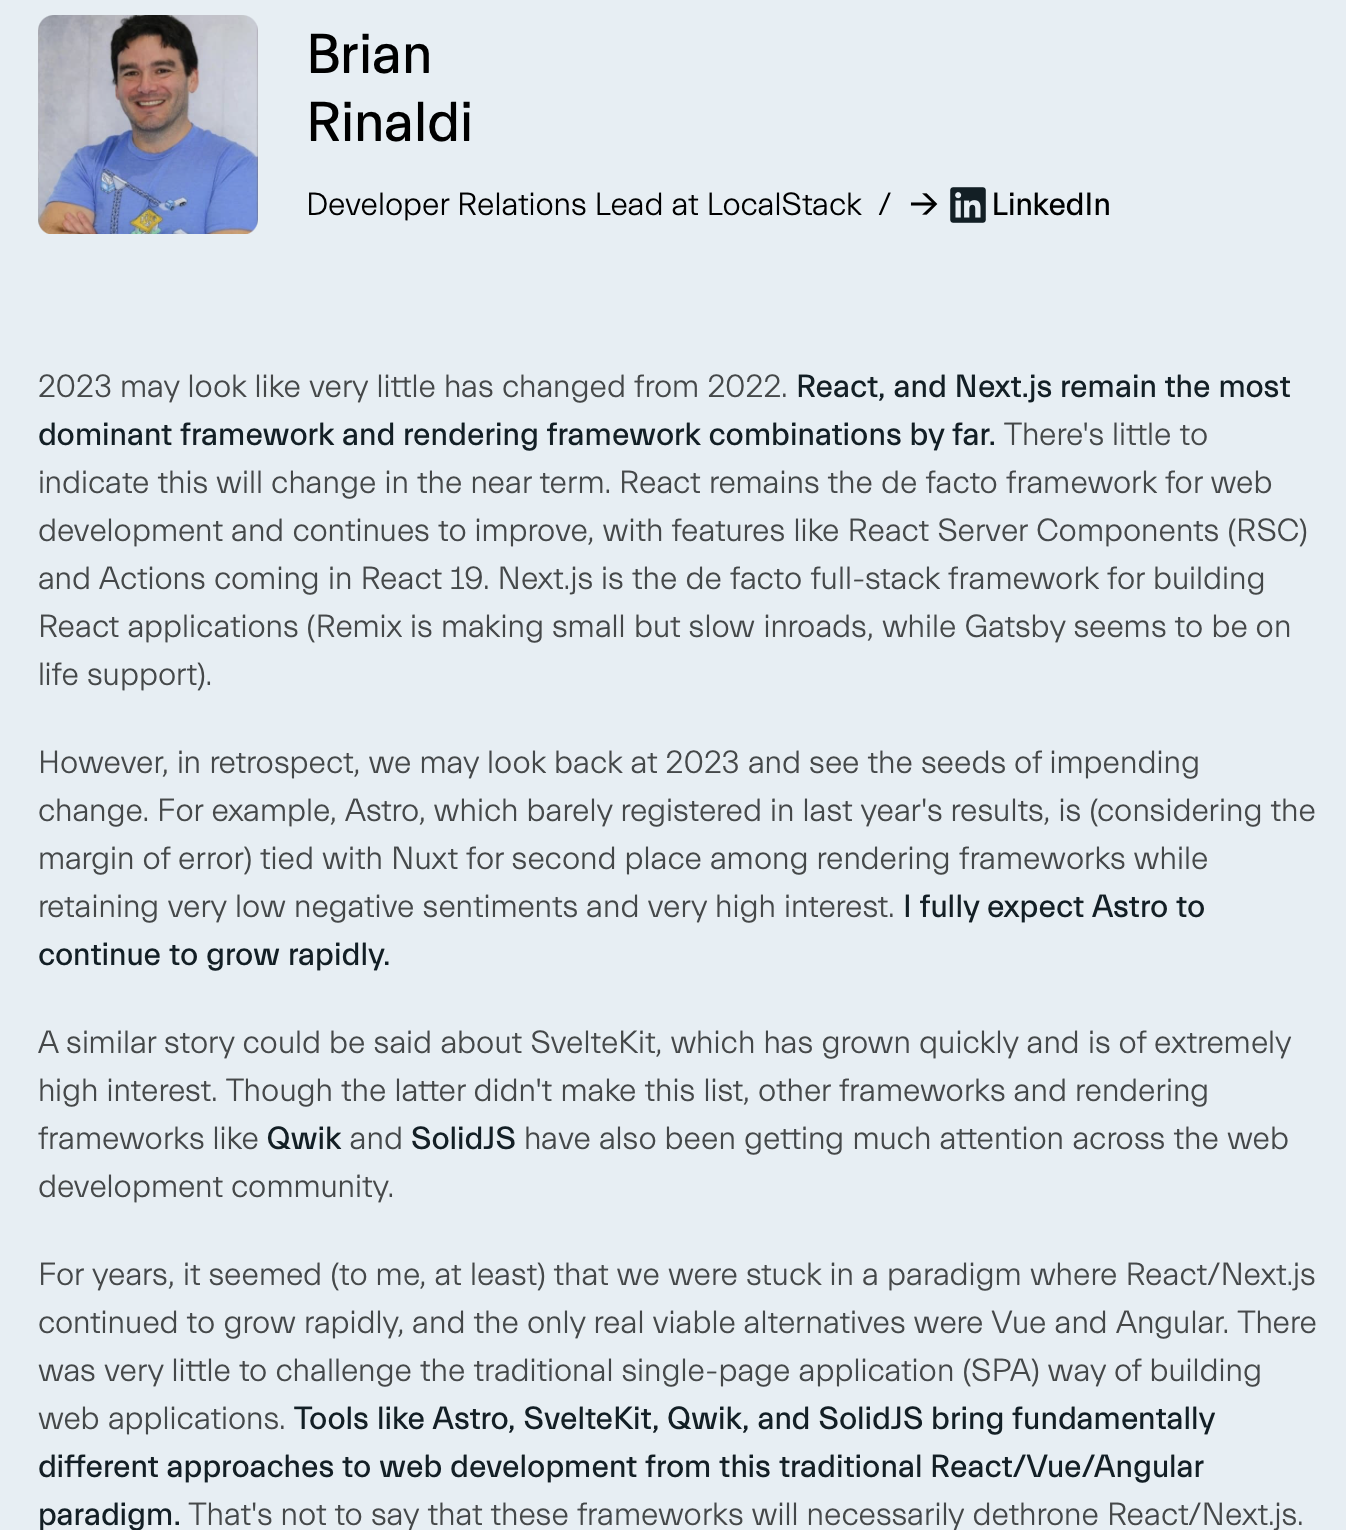 Brian
Rinaldi
Developer Relations Lead at LocalStack / → in LinkedIn
2023 may look like very little has changed from 2022. React, and Next.js remain the most
dominant framework and rendering framework combinations by far. There's little to
indicate this will change in the near term. React remains the de facto framework for web
development and continues to improve, with features like React Server Components (RSC)
and Actions coming in React 19. Next.js is the de facto full-stack framework for building
React applications (Remix is making small but slow inroads, while Gatsby seems to be on
life support).
However, in retrospect, we may look back at 2023 and see the seeds of impending
change. For example, Astro, which barely registered in last year's results, is (considering the
margin of error) tied with Nuxt for second place among rendering frameworks while
retaining very low negative sentiments and very high interest. I fully expect Astro to
continue to grow rapidly.
A similar story could be said about SvelteKit, which has grown quickly and is of extremely
high interest. Though the latter didn't make this list, other frameworks and rendering
frameworks like Qwik and SolidJS have also been getting much attention across the web
development community.
For years, it seemed (to me, at least) that we were stuck in a paradigm where React/Next.js
continued to grow rapidly, and the only real viable alternatives were Vue and Angular. There
was very little to challenge the traditional single-page application (SPA) way of building
web applications. Tools like Astro, SvelteKit, Qwik, and SolidJS bring fundamentally
different approaches to web development from this traditional React/Vue/Angular
paradigm. That's not to say that these frameworks will necessarily dethrone React/Next.js.